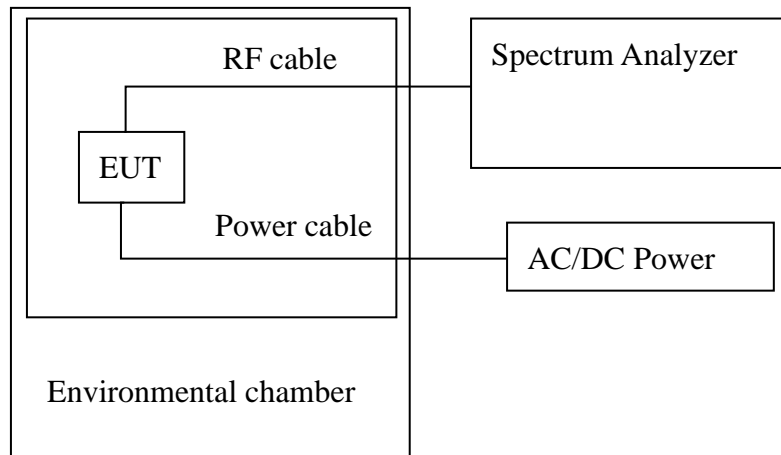 RF cable
Spectrum Analyzer
EUT
Power cable
AC/DC Power
Environmental chamber